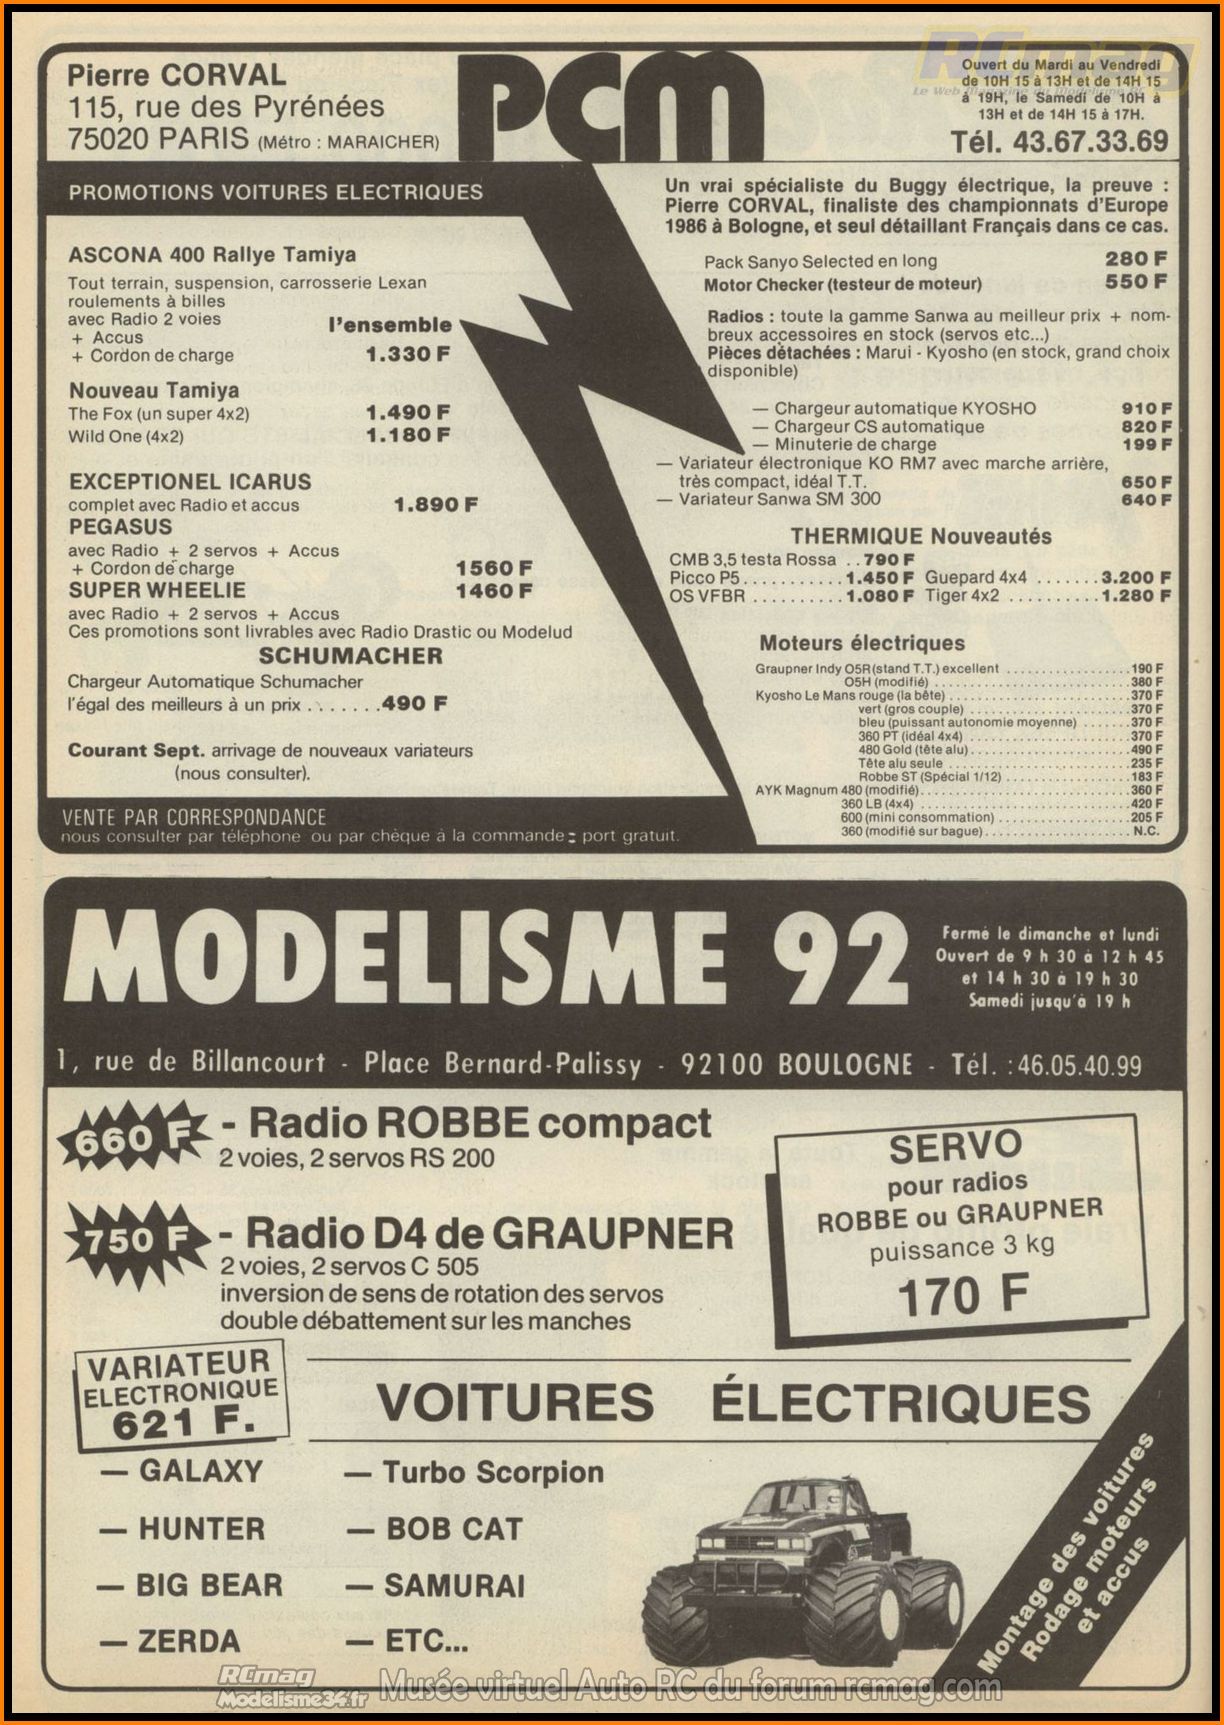 Pierre CORVAL
115, rue des Pyrénées
75020 PARIS (Métro : MARAICHER)
PCM
RCmag
Le Web Magazine du Modelisme RC
Ouvert du Mardi au Vendredi
de 10H 15 à 13H et de 14H 15
à 19H, le Samedi de 10H à
13H et de 14H 15 à 17H.
Tél. 43.67.33.69
PROMOTIONS VOITURES ELECTRIQUES
ASCONA 400 Rallye Tamiya
Tout terrain, suspension, carrosserie Lexan
roulements à billes
avec Radio 2 voies
l'ensemble
+ Accus
+ Cordon de charge 1.330 F
Nouveau Tamiya
The Fox (un super 4x2) 1.490 F
Wild One (4x2) 1.180 F
EXCEPTIONEL ICARUS
complet avec Radio et accus 1.890 F
PEGASUS
avec Radio + 2 servos + Accus
+ Cordon de charge 1560 F
SUPER WHEELIE 1460 F
avec Radio + 2 servos + Accus
Ces promotions sont livrables avec Radio Drastic ou Modelud
SCHUMACHER
Chargeur Automatique Schumacher
l'égal des meilleurs à un prix .......490 F
Courant Sept. arrivage de nouveaux variateurs
(nous consulter).
VENTE PAR CORRESPONDANCE
nous consulter par téléphone ou par chèque à la commande : port gratuit.
Un vrai spécialiste du Buggy électrique, la preuve :
Pierre CORVAL, finaliste des championnats d'Europe
1986 à Bologne, et seul détaillant Français dans ce cas.
Pack Sanyo Selected en long 280 F
Motor Checker (testeur de moteur) 550 F
Radios : toute la gamme Sanwa au meilleur prix + nom-
breux accessoires en stock (servos etc...)
Pièces détachées : Marui - Kyosho (en stock, grand choix
disponible)
— Chargeur automatique KYOSHO 910 F
— Chargeur CS automatique 820 F
— Minuterie de charge 199 F
— Variateur électronique KO RM7 avec marche arrière,
très compact, idéal T.T. 650 F
— Variateur Sanwa SM 300 640 F
THERMIQUE Nouveautés
CMB 3,5 testa Rossa ..790 F
Picco P5...........1.450 F Guepard 4x4 .......3.200 F
OS VFBR ..........1.080 F Tiger 4x2 ..........1.280 F
Moteurs électriques
Graupner Indy O5R (stand T.T.) excellent ....................190 F
O5H (modifié) ....................380 F
Kyosho Le Mans rouge (la bête) ....................370 F
vert (gros couple) ....................370 F
bleu (puissant autonomie moyenne) .......370 F
360 PT (idéal 4x4) ....................370 F
480 Gold (tête alu) ....................490 F
Tête alu seule ....................235 F
Robbe ST (Spécial 1/12) ....................183 F
AYK Magnum 480 (modifié) ....................360 F
360 LB (4x4) ....................420 F
600 (mini consommation) ....................205 F
360 (modifié sur bague) ....................N.C.
MODELISME 92
Fermé le dimanche et lundi
Ouvert de 9 h 30 à 12 h 45
et 14 h 30 à 19 h 30
Samedi jusqu'à 19 h
1, rue de Billancourt - Place Bernard-Palissy - 92100 BOULOGNE - Tél. : 46.05.40.99
660 F - Radio ROBBE compact
2 voies, 2 servos RS 200
750 F - Radio D4 de GRAUPNER
2 voies, 2 servos C 505
inversion de sens de rotation des servos
double débattement sur les manches
SERVO
pour radios
ROBBE ou GRAUPNER
puissance 3 kg
170 F
VARIATEUR
ELECTRONIQUE
621 F.
VOITURES ÉLECTRIQUES
— GALAXY
— HUNTER
— BIG BEAR
— ZERDA
— Turbo Scorpion
— BOB CAT
— SAMURAI
— ETC...
Montage des voitures
Rodage moteurs
et accus
RCmag
Modelisme34.fr
Musée virtuel Auto RC du forum rcmag.com